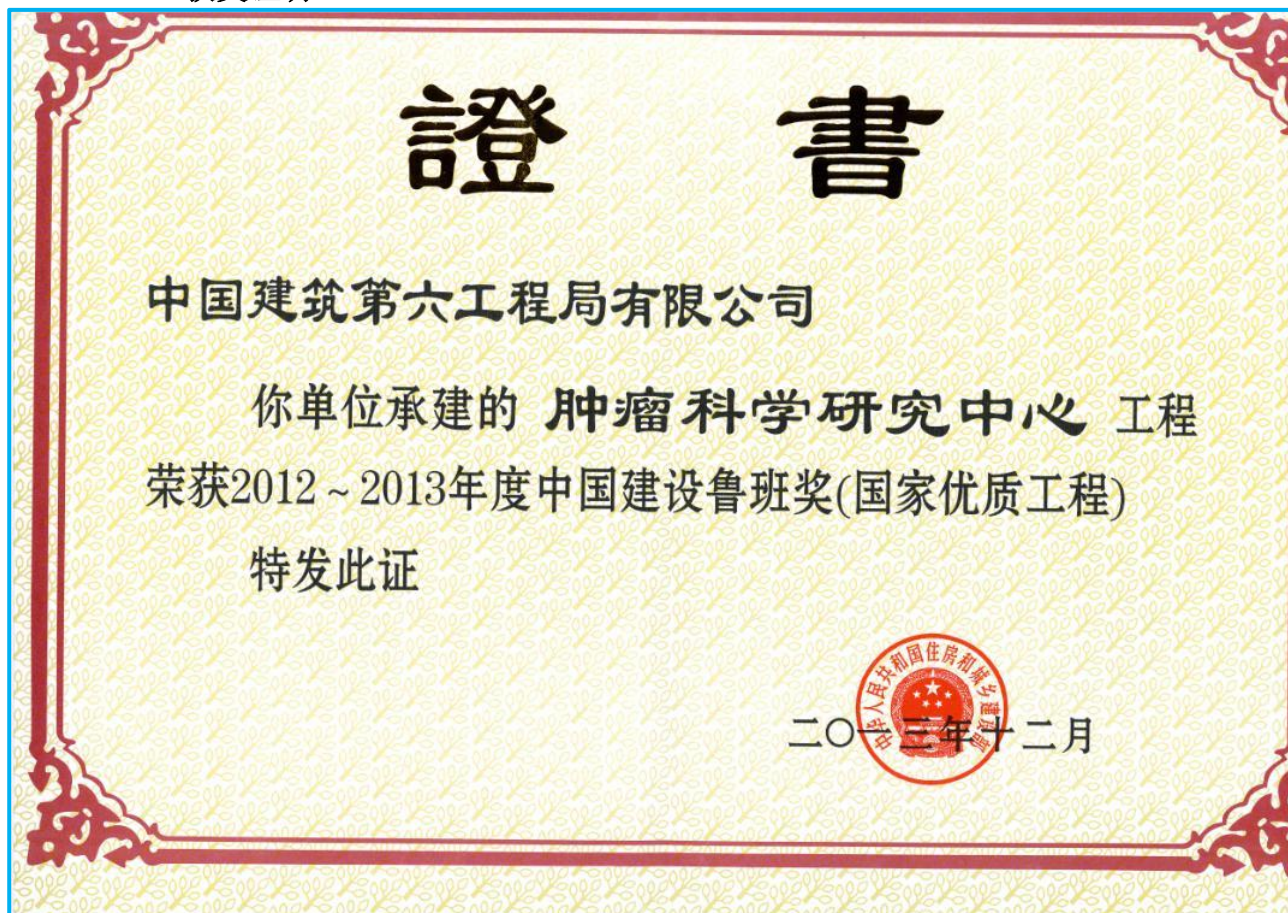 證 書
中国建筑第六工程局有限公司
你单位承建的 肿瘤科学研究中心 工程
荣获2012～2013年度中国建设鲁班奖(国家优质工程)
特发此证
中华人民共和国住房和城乡建设部
二〇一三年十二月